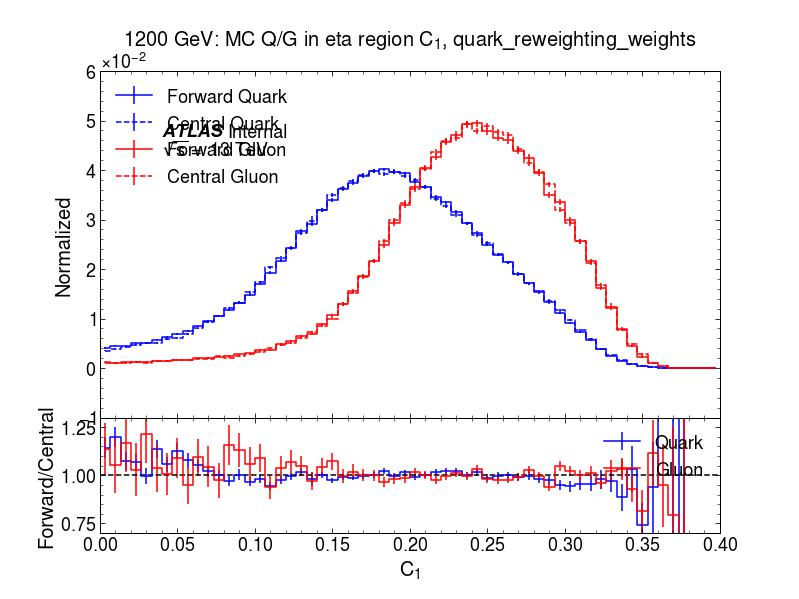 1200 GeV: MC Q/G in eta region C₁, quark_reweighting_weights
×10⁻²
6
5
4
3
2
1
0
−1
Normalized
Forward Quark
Central Quark
ATLAS Internal
√s = 13 TeV
Forward Gluon
Central Gluon
1.25
1.00
0.75
Forward/Central
Quark
Gluon
0.00 0.05 0.10 0.15 0.20 0.25 0.30 0.35 0.40
C₁